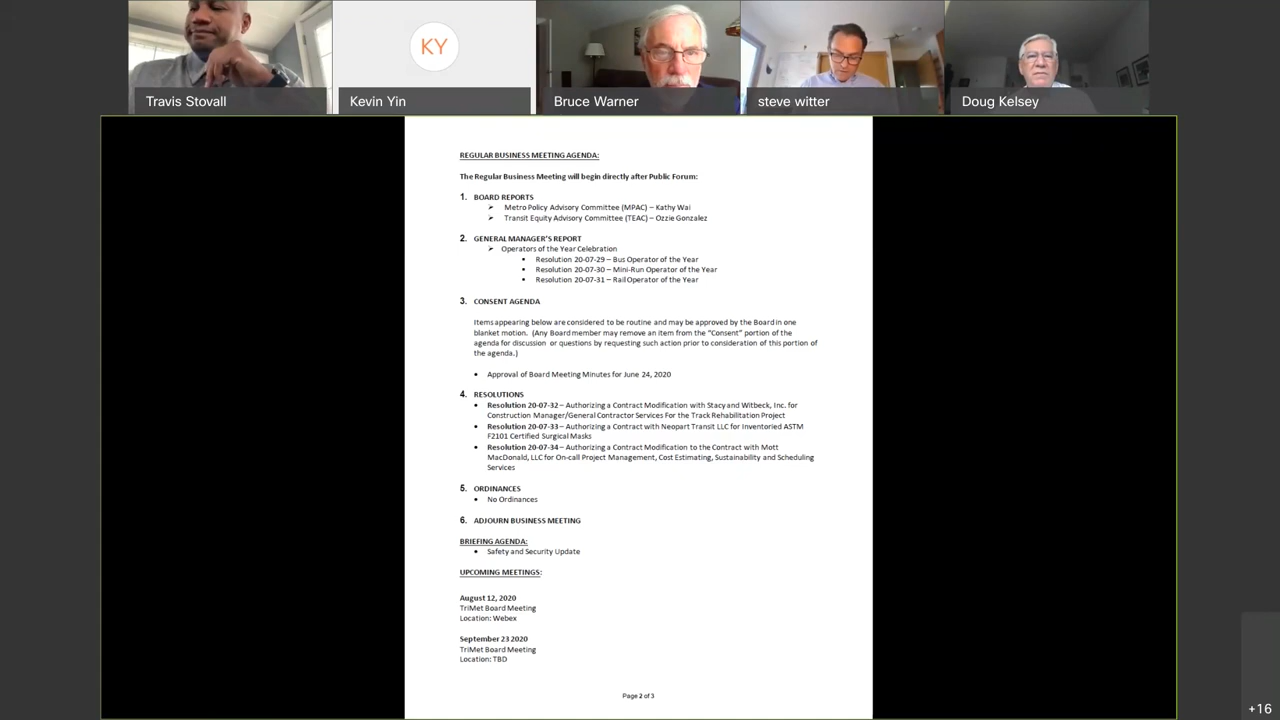 KY
Travis Stovall
Kevin Yin
Bruce Warner
steve witter
Doug Kelsey
REGULAR BUSINESS MEETING AGENDA:
The Regular Business Meeting will begin directly after Public Forum:
1. BOARD REPORTS
➢ Metro Policy Advisory Committee (MPAC) – Kathy Wai
➢ Transit Equity Advisory Committee (TEAC) – Ozzie Gonzalez
2. GENERAL MANAGER'S REPORT
➢ Operators of the Year Celebration
• Resolution 20-07-29 – Bus Operator of the Year
• Resolution 20-07-30 – Mini-Run Operator of the Year
• Resolution 20-07-31 – Rail Operator of the Year
3. CONSENT AGENDA
Items appearing below are considered to be routine and may be approved by the Board in one
blanket motion. (Any Board member may remove an item from the "Consent" portion of the
agenda for discussion or questions by requesting such action prior to consideration of this portion of
the agenda.)
• Approval of Board Meeting Minutes for June 24, 2020
4. RESOLUTIONS
• Resolution 20-07-32 – Authorizing a Contract Modification with Stacy and Witbeck, Inc. for
Construction Manager/General Contractor Services For the Track Rehabilitation Project
• Resolution 20-07-33 – Authorizing a Contract with Neopart Transit LLC for Inventoried ASTM
F2101 Certified Surgical Masks
• Resolution 20-07-34 – Authorizing a Contract Modification to the Contract with Mott
MacDonald, LLC for On-call Project Management, Cost Estimating, Sustainability and Scheduling
Services
5. ORDINANCES
• No Ordinances
6. ADJOURN BUSINESS MEETING
BRIEFING AGENDA:
• Safety and Security Update
UPCOMING MEETINGS:
August 12, 2020
TriMet Board Meeting
Location: Webex
September 23 2020
TriMet Board Meeting
Location: TBD
Page 2 of 3
+16